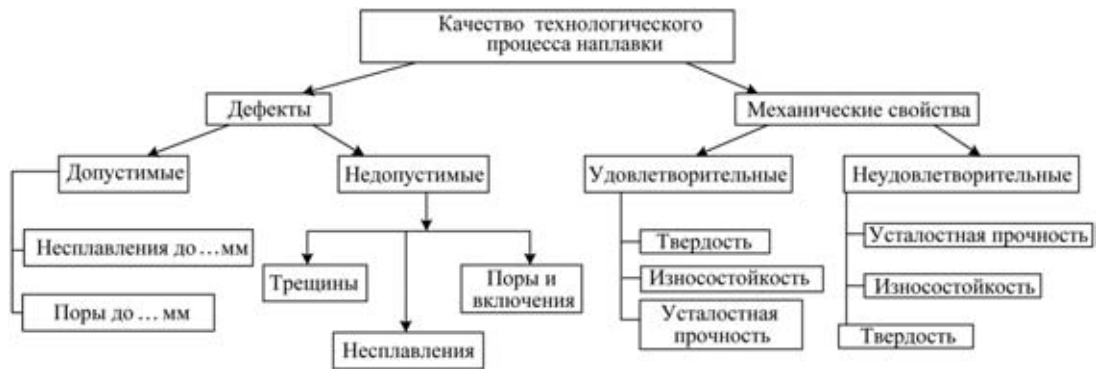 Качество технологического
процесса наплавки
Дефекты
Механические свойства
Допустимые
Недопустимые
Удовлетворительные
Неудовлетворительные
Несплавления до ...мм
Поры до ... мм
Трещины
Несплавления
Поры и
включения
Твердость
Износостойкость
Усталостная
прочность
Усталостная прочность
Износостойкость
Твердость